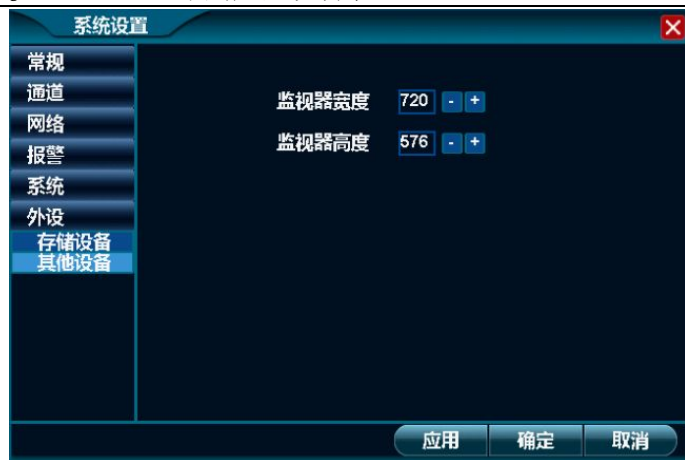 系统设置
常规
通道
网络
报警
系统
外设
存储设备
其他设备
监视器宽度 720 - +
监视器高度 576 - +
应用 确定 取消